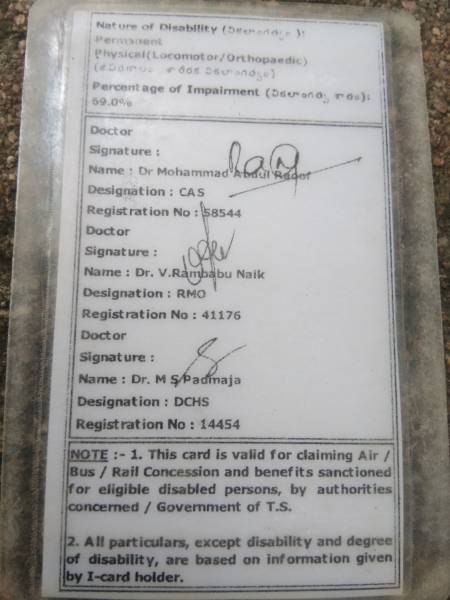 Nature of Disability (వికలాంగత్వం):
Permanent
Physical(Locomotor/Orthopaedic)
Percentage of Impairment
69.0%
Doctor
Signature :
Name : Dr Mohammad Abdul Raoof
Designation : CAS
Registration No : 58544
Doctor
Signature :
Name : Dr. V.Rambabu Naik
Designation : RMO
Registration No : 41176
Doctor
Signature :
Name : Dr. M S Padmaja
Designation : DCHS
Registration No : 14454
NOTE :- 1. This card is valid for claiming Air /
Bus / Rail Concession and benefits sanctioned
for eligible disabled persons, by authorities
concerned / Government of T.S.
2. All particulars, except disability and degree
of disability, are based on information given
by I-card holder.